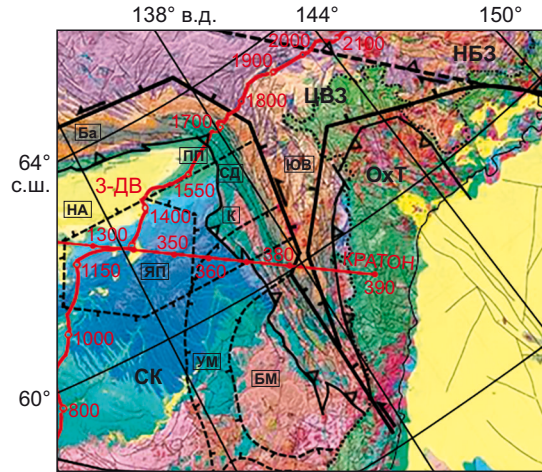 138° в.д.
144°
150°
2000
2100
НБЗ
1900
ЦВЗ
1800
1700
Ба
ПП
ЮВ
64°
с.ш.
СД
ОхТ
3-ДВ
1550
НА
1400
К
1300
350
380
КРАТОН
1150
ЯП
360
390
1000
УМ
СК
БМ
60°
800